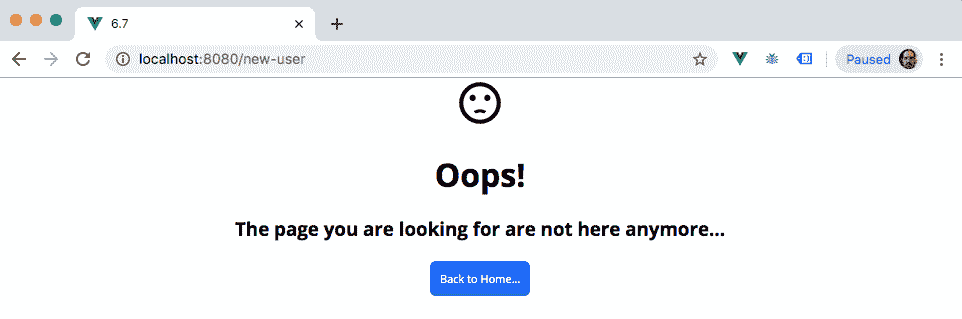 6.7
localhost:8080/new-user
Paused
Oops!
The page you are looking for are not here anymore...
Back to Home...